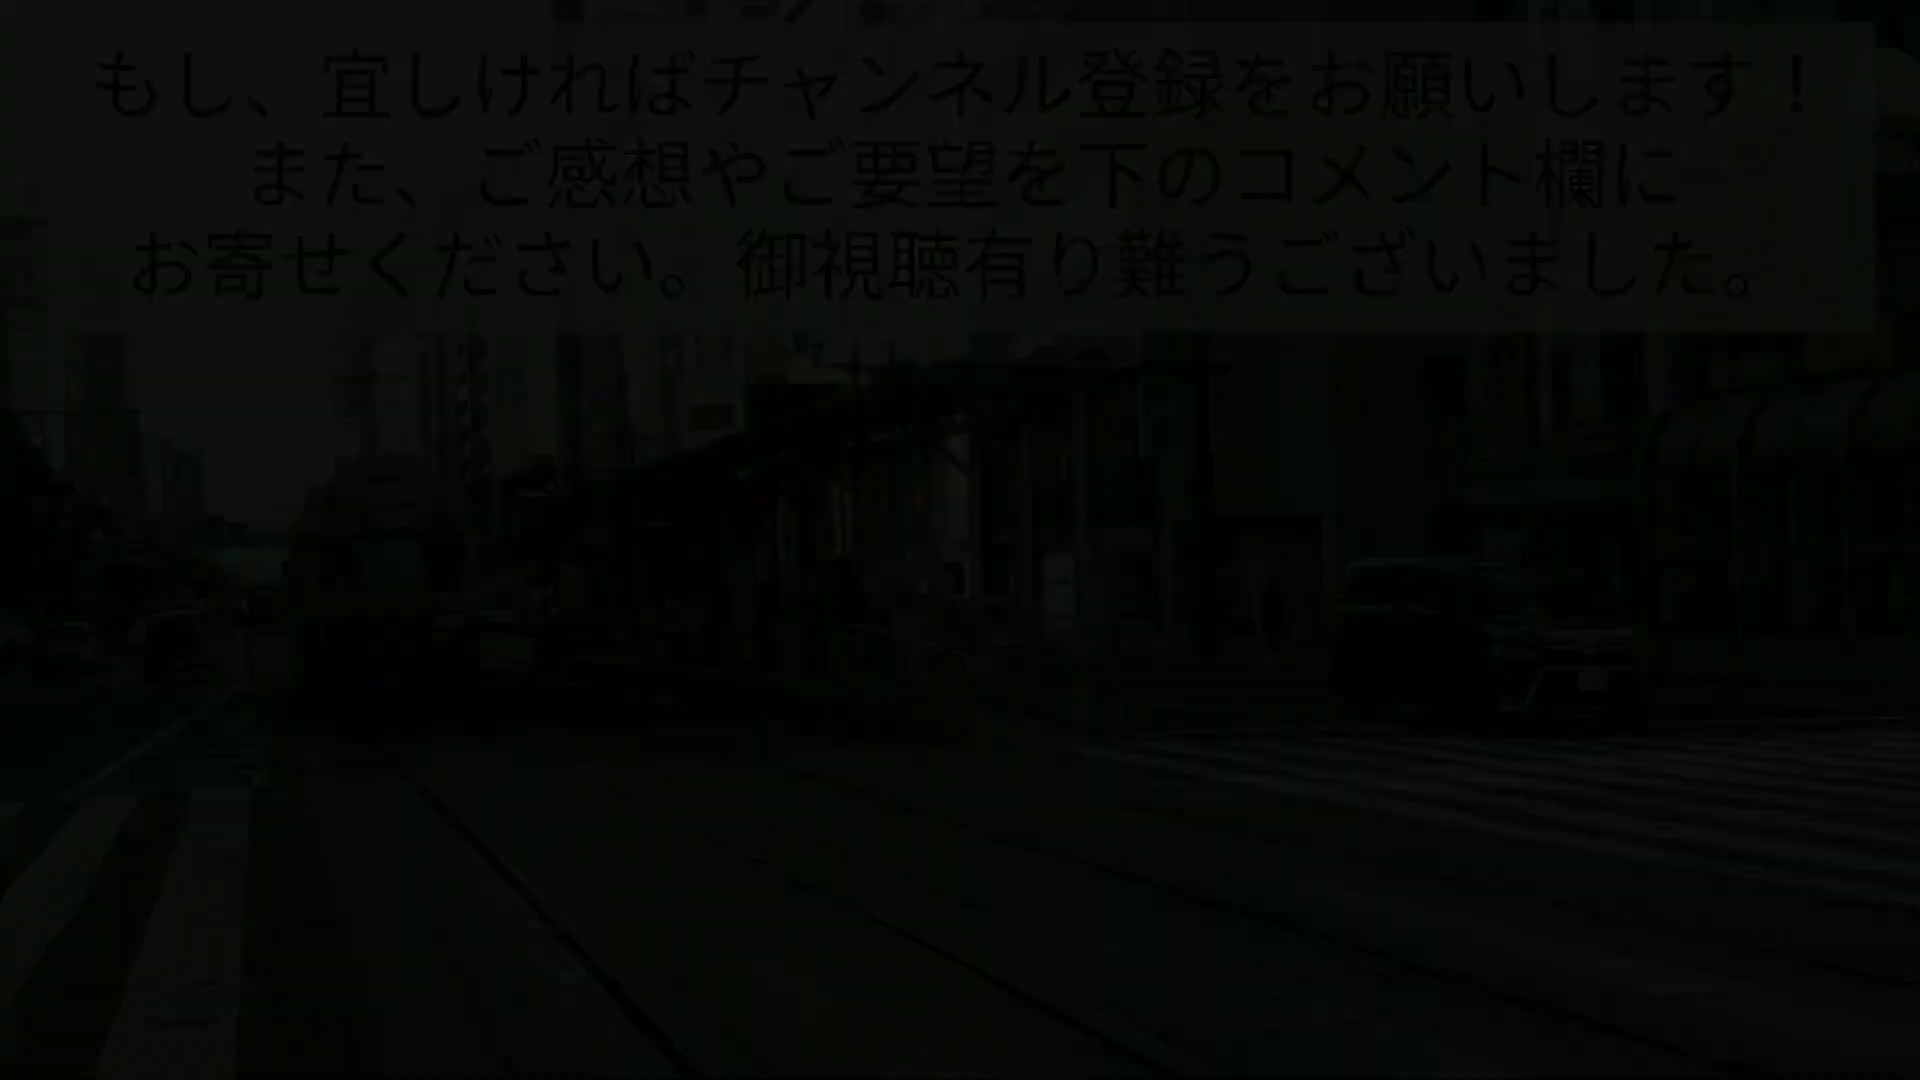 もし、宜しければチャンネル登録をお願いします！
また、ご感想やご要望を下のコメント欄に
お寄せください。御視聴有り難うございました。